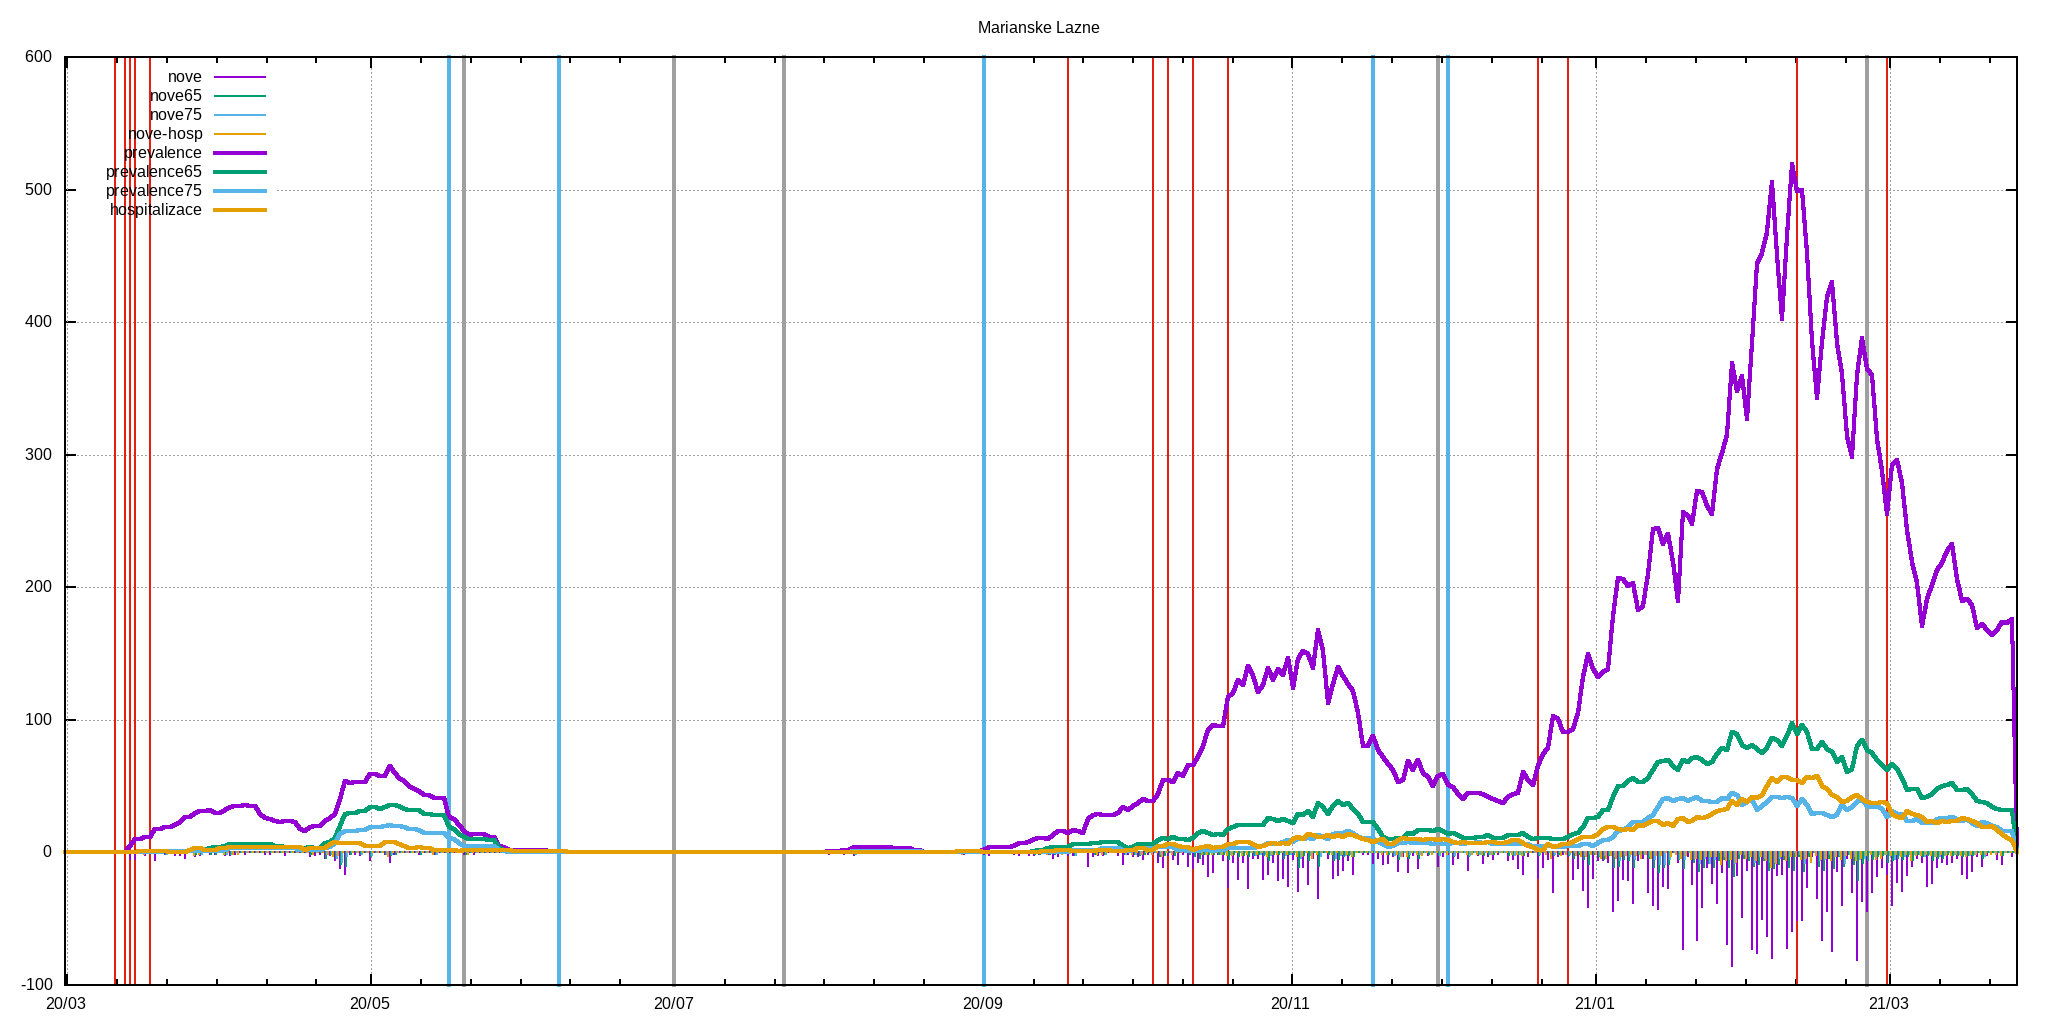 Marianske Lazne
600
500
400
300
200
100
0
-100
nove
nove65
nove75
nove-hosp
prevalence
prevalence65
prevalence75
hospitalizace
20/03
20/05
20/07
20/09
20/11
21/01
21/03